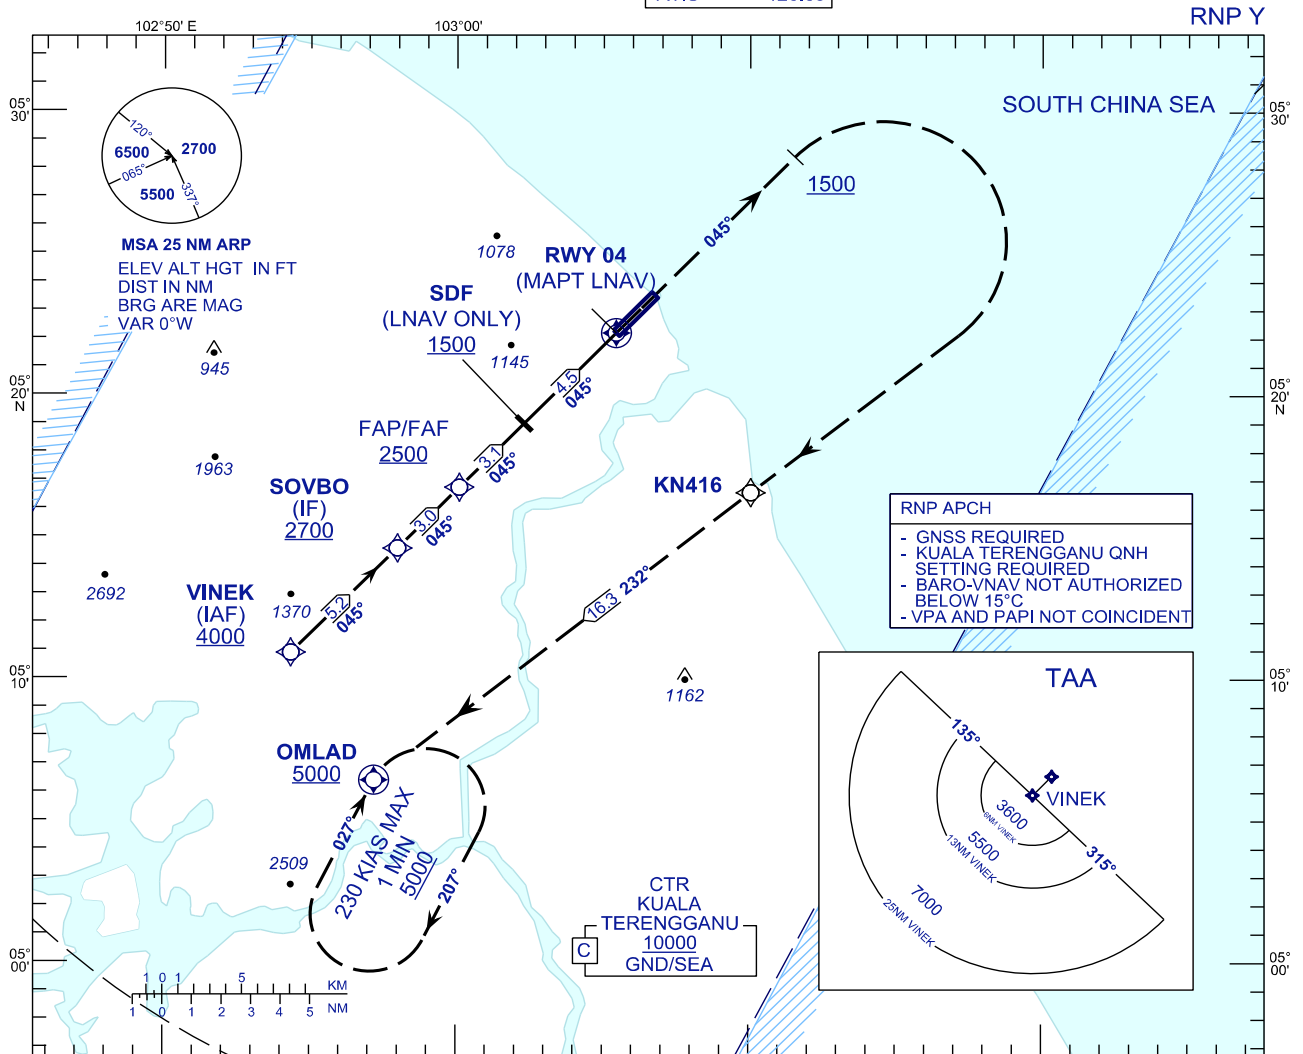 RNP Y
102°50' E
103°00'
05°
30'
05°
30'
SOUTH CHINA SEA
120°
6500
2700
065°
5500
337°
MSA 25 NM ARP
ELEV ALT HGT IN FT
DIST IN NM
BRG ARE MAG
VAR 0°W
1500
045°
1078
RWY 04
(MAPT LNAV)
SDF
(LNAV ONLY)
1500
1145
945
4.5
045°
05°
20'
N
05°
20'
N
FAP/FAF
2500
3.1
045°
1963
SOVBO
(IF)
2700
KN416
3.0
045°
RNP APCH
- GNSS REQUIRED
- KUALA TERENGGANU QNH
SETTING REQUIRED
- BARO-VNAV NOT AUTHORIZED
BELOW 15°C
- VPA AND PAPI NOT COINCIDENT
2692
VINEK
(IAF)
4000
1370
5.2
045°
16.3
232°
05°
10'
1162
05°
10'
TAA
135°
VINEK
3600
6NM VINEK
5500
13NM VINEK
315°
7000
25NM VINEK
OMLAD
5000
027°
230 KIAS MAX
1 MIN
5000
207°
2509
CTR
KUALA
TERENGGANU
10000
GND/SEA
C
05°
00'
05°
00'
1 0 1 5 KM
1 0 1 2 3 4 5 NM